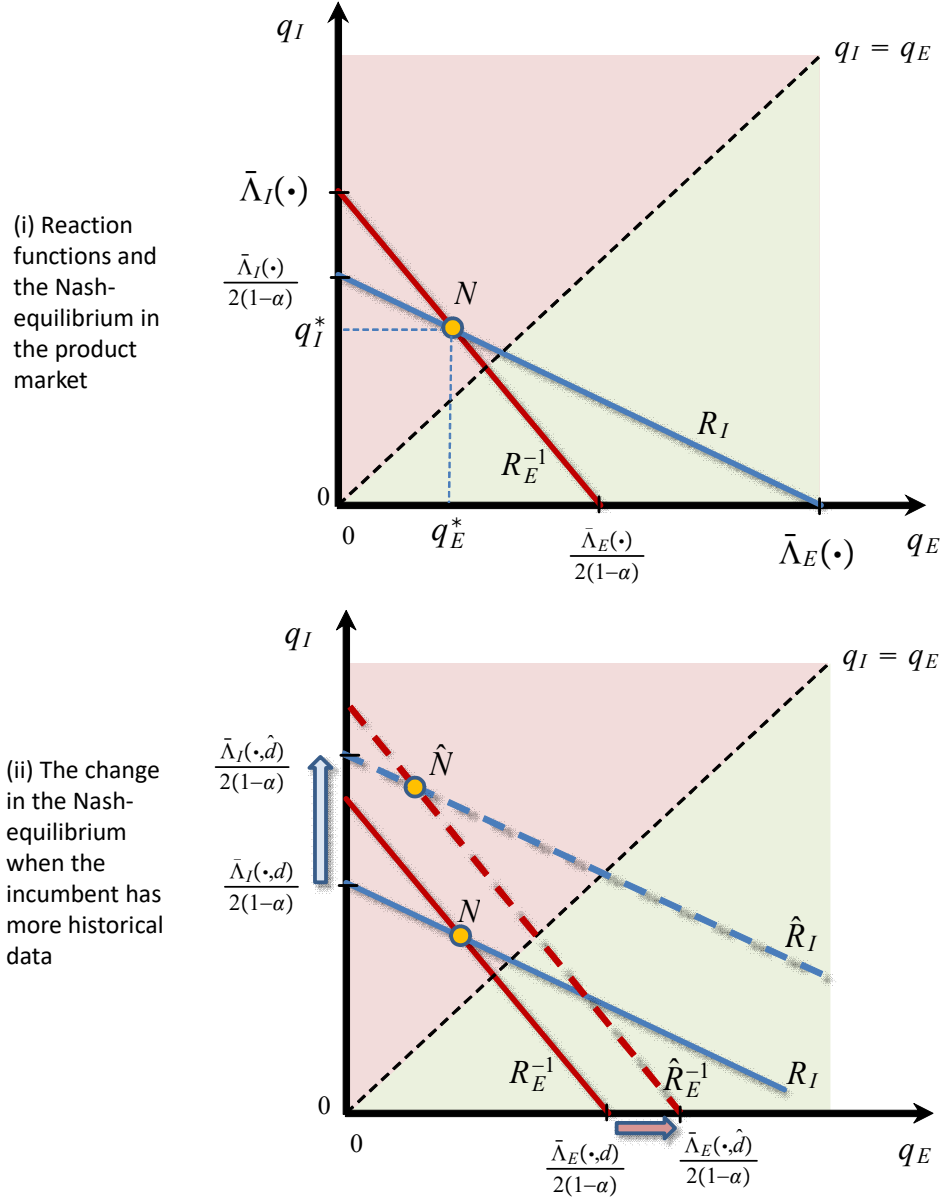 q_I
q_I = q_E
Λ̄_I(·)
(i) Reaction
functions and
the Nash-
equilibrium in
the product
market
Λ̄_I(·)
2(1−α)
N
q_I^*
R_I
R_E^{-1}
0
0
q_E^*
Λ̄_E(·)
2(1−α)
Λ̄_E(·)
q_E
q_I
q_I = q_E
(ii) The change
in the Nash-
equilibrium
when the
incumbent has
more historical
data
Λ̄_I(·,d̂)
2(1−α)
N̂
Λ̄_I(·,d)
2(1−α)
N
R̂_I
R_E^{-1}
R̂_E^{-1}
R_I
0
0
Λ̄_E(·,d)
2(1−α)
Λ̄_E(·,d̂)
2(1−α)
q_E